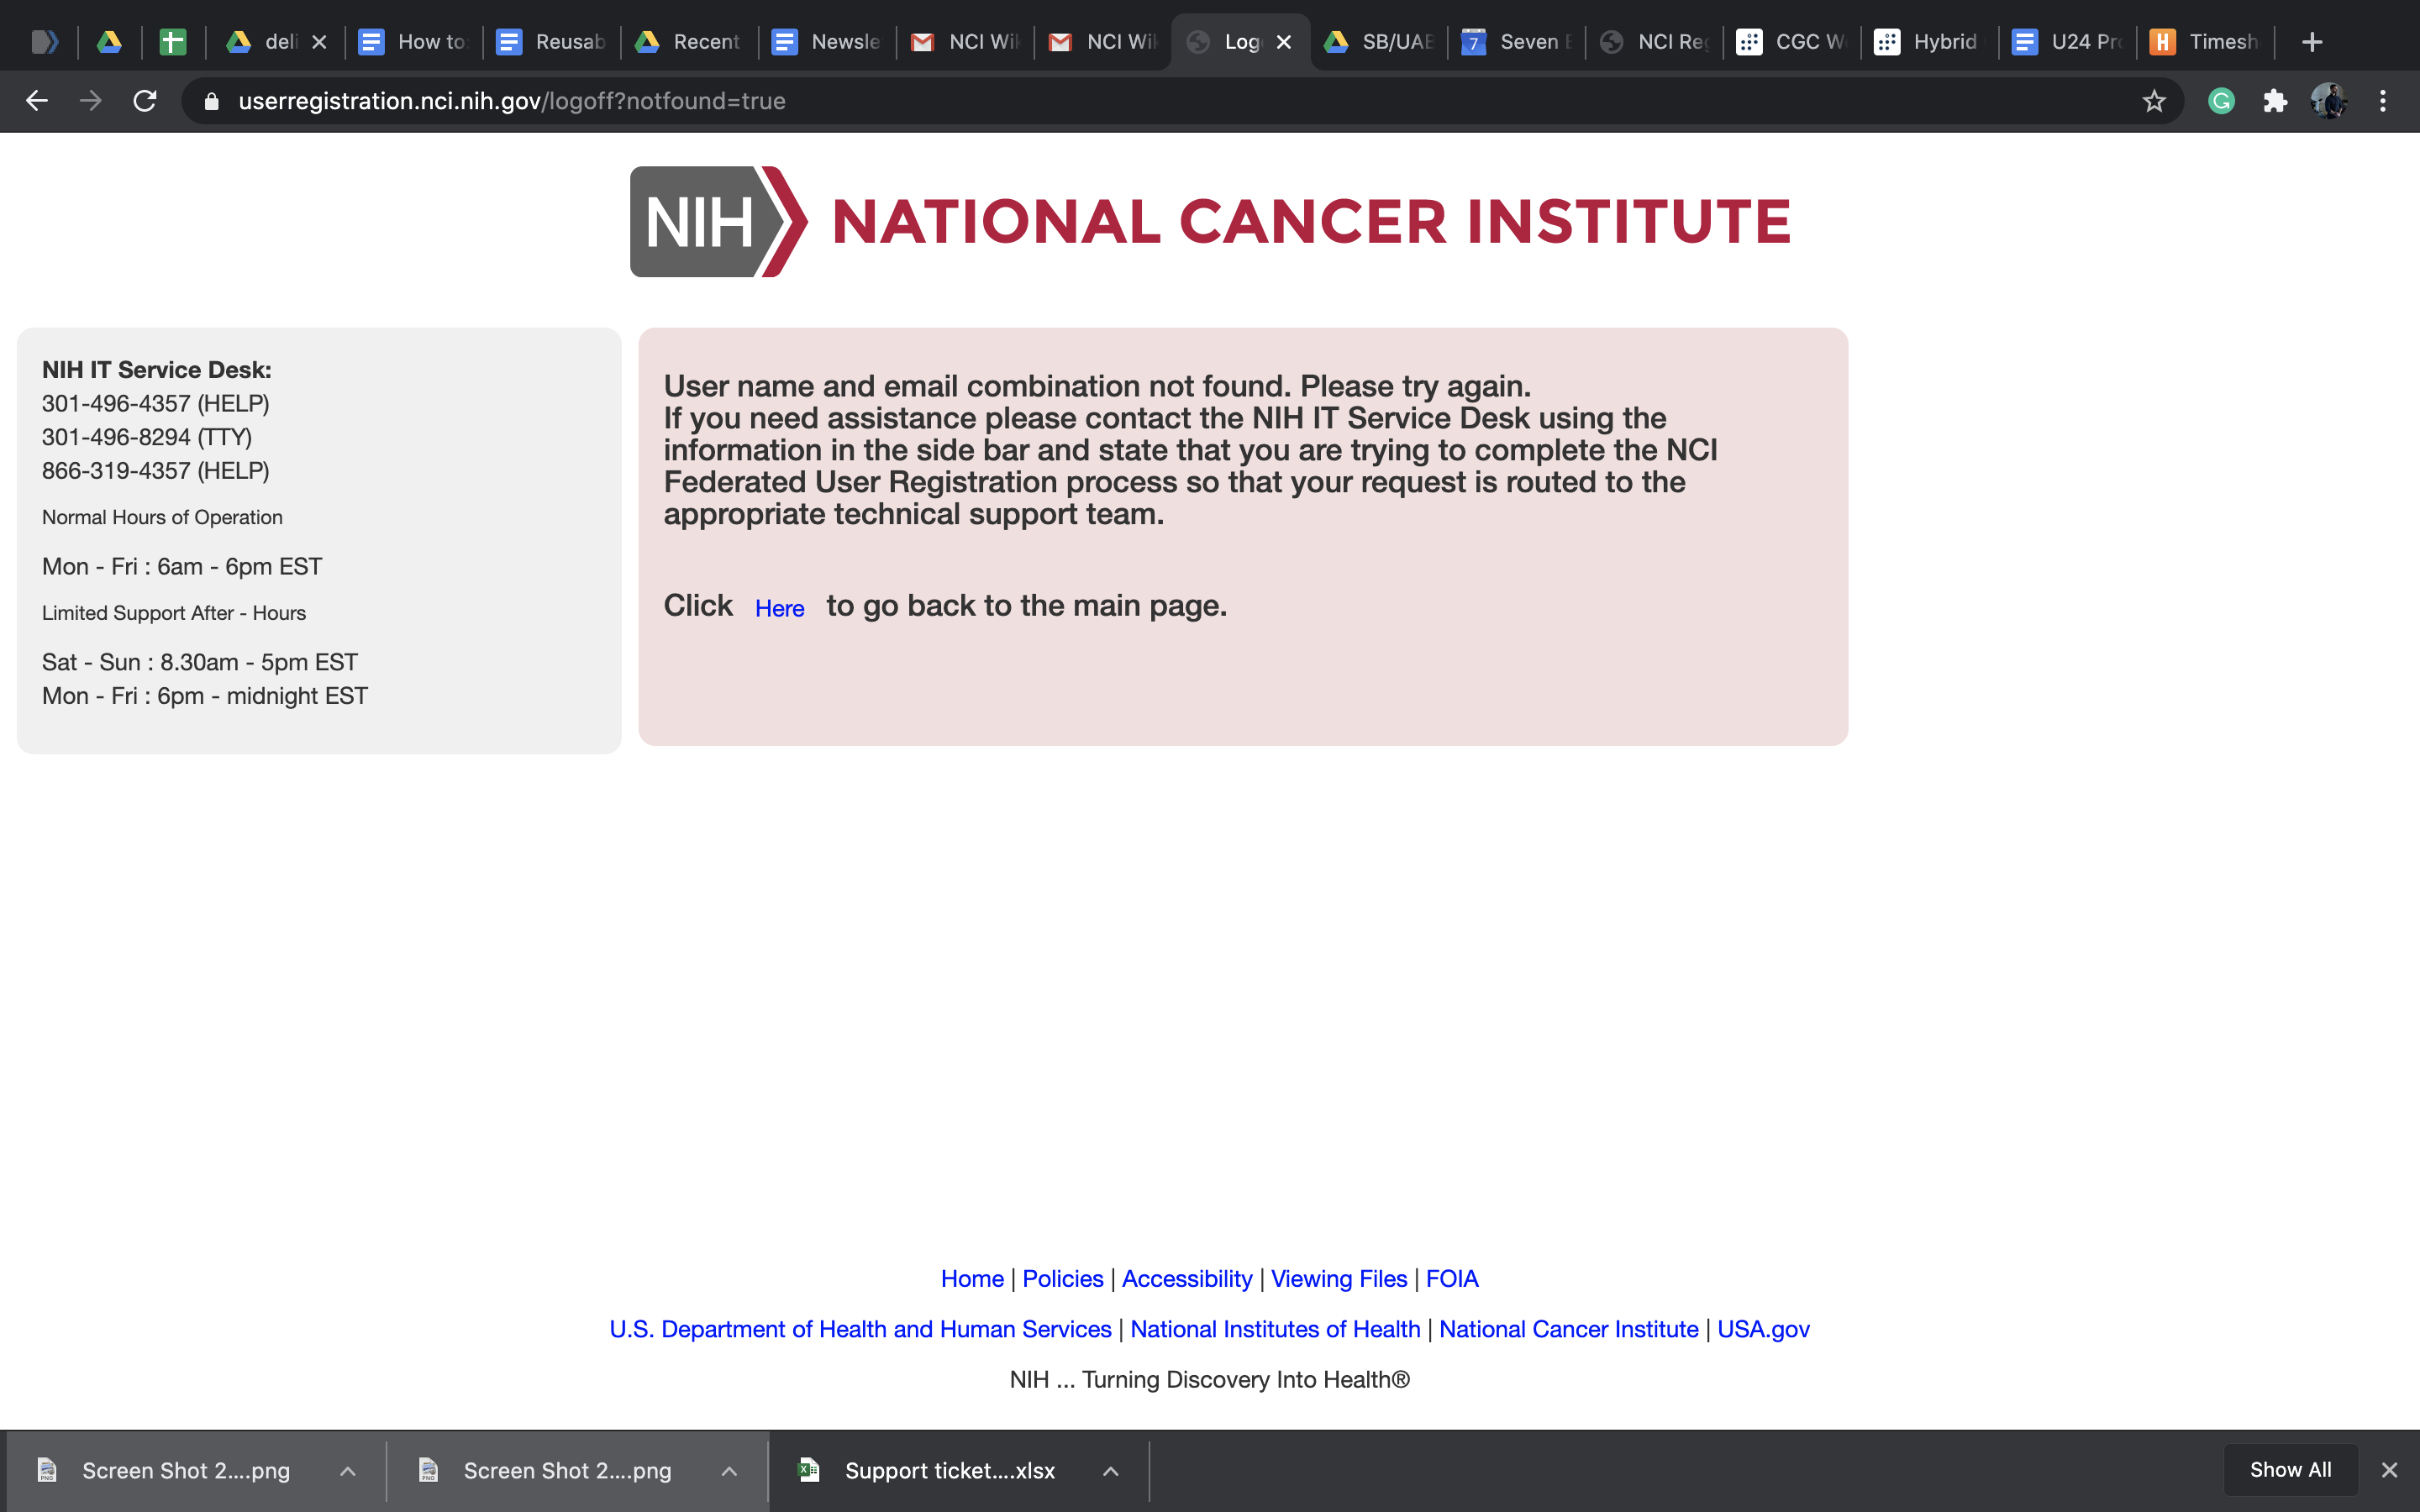 deli
How to
Reusab
Recent
Newsle
NCI Wik
NCI Wik
Log
SB/UAB
7
Seven B
NCI Reg
CGC W
Hybrid
U24 Pro
H
Timesh
G
userregistration.nci.nih.gov/logoff?notfound=true
NIH NATIONAL CANCER INSTITUTE
NIH IT Service Desk:
301-496-4357 (HELP)
301-496-8294 (TTY)
866-319-4357 (HELP)
Normal Hours of Operation
Mon - Fri : 6am - 6pm EST
Limited Support After - Hours
Sat - Sun : 8.30am - 5pm EST
Mon - Fri : 6pm - midnight EST
User name and email combination not found. Please try again.
If you need assistance please contact the NIH IT Service Desk using the
information in the side bar and state that you are trying to complete the NCI
Federated User Registration process so that your request is routed to the
appropriate technical support team.
Click Here to go back to the main page.
Home | Policies | Accessibility | Viewing Files | FOIA
U.S. Department of Health and Human Services | National Institutes of Health | National Cancer Institute | USA.gov
NIH ... Turning Discovery Into Health®
Screen Shot 2....png
Screen Shot 2....png
Support ticket....xlsx
Show All